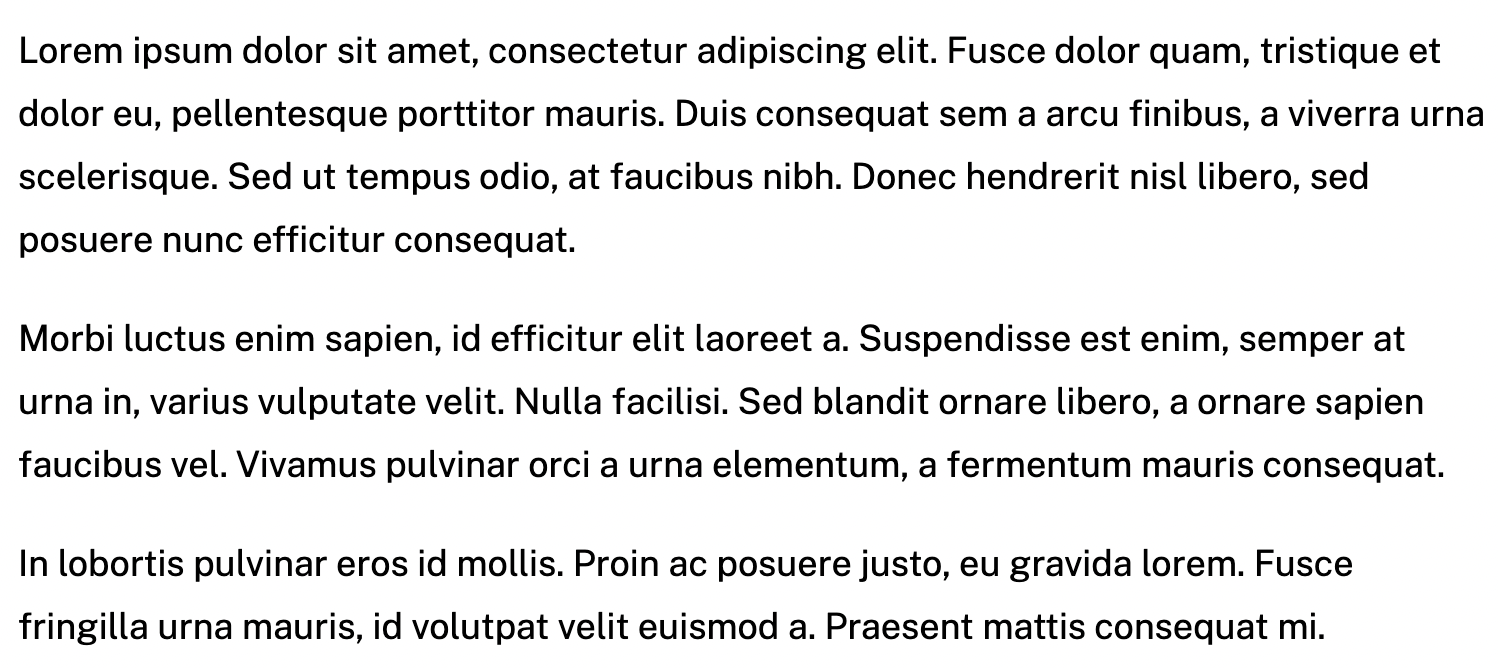 Lorem ipsum dolor sit amet, consectetur adipiscing elit. Fusce dolor quam, tristique et
dolor eu, pellentesque porttitor mauris. Duis consequat sem a arcu finibus, a viverra urna
scelerisque. Sed ut tempus odio, at faucibus nibh. Donec hendrerit nisl libero, sed
posuere nunc efficitur consequat.
Morbi luctus enim sapien, id efficitur elit laoreet a. Suspendisse est enim, semper at
urna in, varius vulputate velit. Nulla facilisi. Sed blandit ornare libero, a ornare sapien
faucibus vel. Vivamus pulvinar orci a urna elementum, a fermentum mauris consequat.
In lobortis pulvinar eros id mollis. Proin ac posuere justo, eu gravida lorem. Fusce
fringilla urna mauris, id volutpat velit euismod a. Praesent mattis consequat mi.